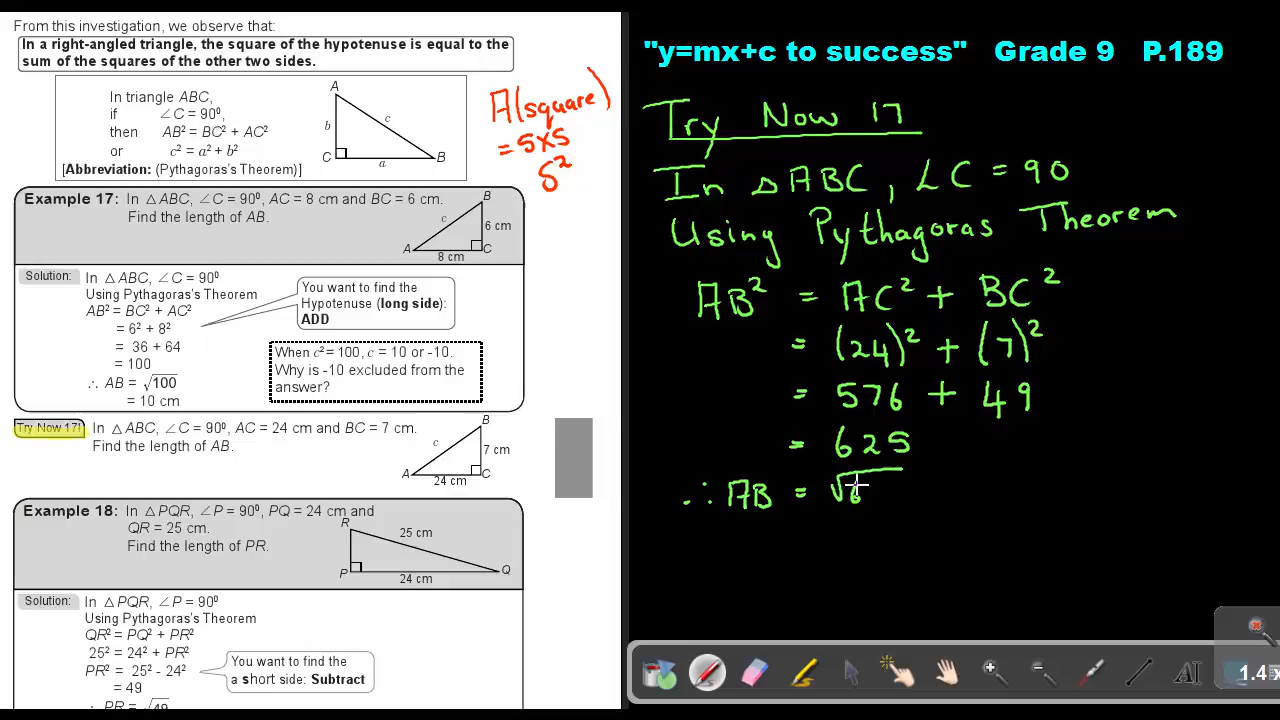 From this investigation, we observe that:
In a right-angled triangle, the square of the hypotenuse is equal to the
sum of the squares of the other two sides.
In triangle ABC,
if ∠C = 90⁰,
then AB² = BC² + AC²
or c² = a² + b²
[Abbreviation: (Pythagoras's Theorem)]
A
b
c
C
a
B
A(square)
= 5×5
5²
Example 17: In △ABC, ∠C = 90⁰, AC = 8 cm and BC = 6 cm.
Find the length of AB.
B
c
6 cm
A
C
8 cm
Solution: In △ABC, ∠C = 90⁰
Using Pythagoras's Theorem
AB² = BC² + AC²
= 6² + 8²
= 36 + 64
= 100
∴ AB = √100
= 10 cm
You want to find the
Hypotenuse (long side):
ADD
When c² = 100, c = 10 or -10.
Why is -10 excluded from the
answer?
Try Now 17! In △ABC, ∠C = 90⁰, AC = 24 cm and BC = 7 cm.
Find the length of AB.
B
c
7 cm
A
C
24 cm
Example 18: In △PQR, ∠P = 90⁰, PQ = 24 cm and
QR = 25 cm.
Find the length of PR.
R
25 cm
P
Q
24 cm
Solution: In △PQR, ∠P = 90⁰
Using Pythagoras's Theorem
QR² = PQ² + PR²
25² = 24² + PR²
PR² = 25² - 24²
= 49
∴ PR = √49
You want to find the
a short side: Subtract
"y=mx+c to success" Grade 9 P.189
Try Now 17
In △ABC, ∠C = 90
Using Pythagoras Theorem
AB² = AC² + BC²
= (24)² + (7)²
= 576 + 49
= 625
∴ AB = √6
AI
1.4 x